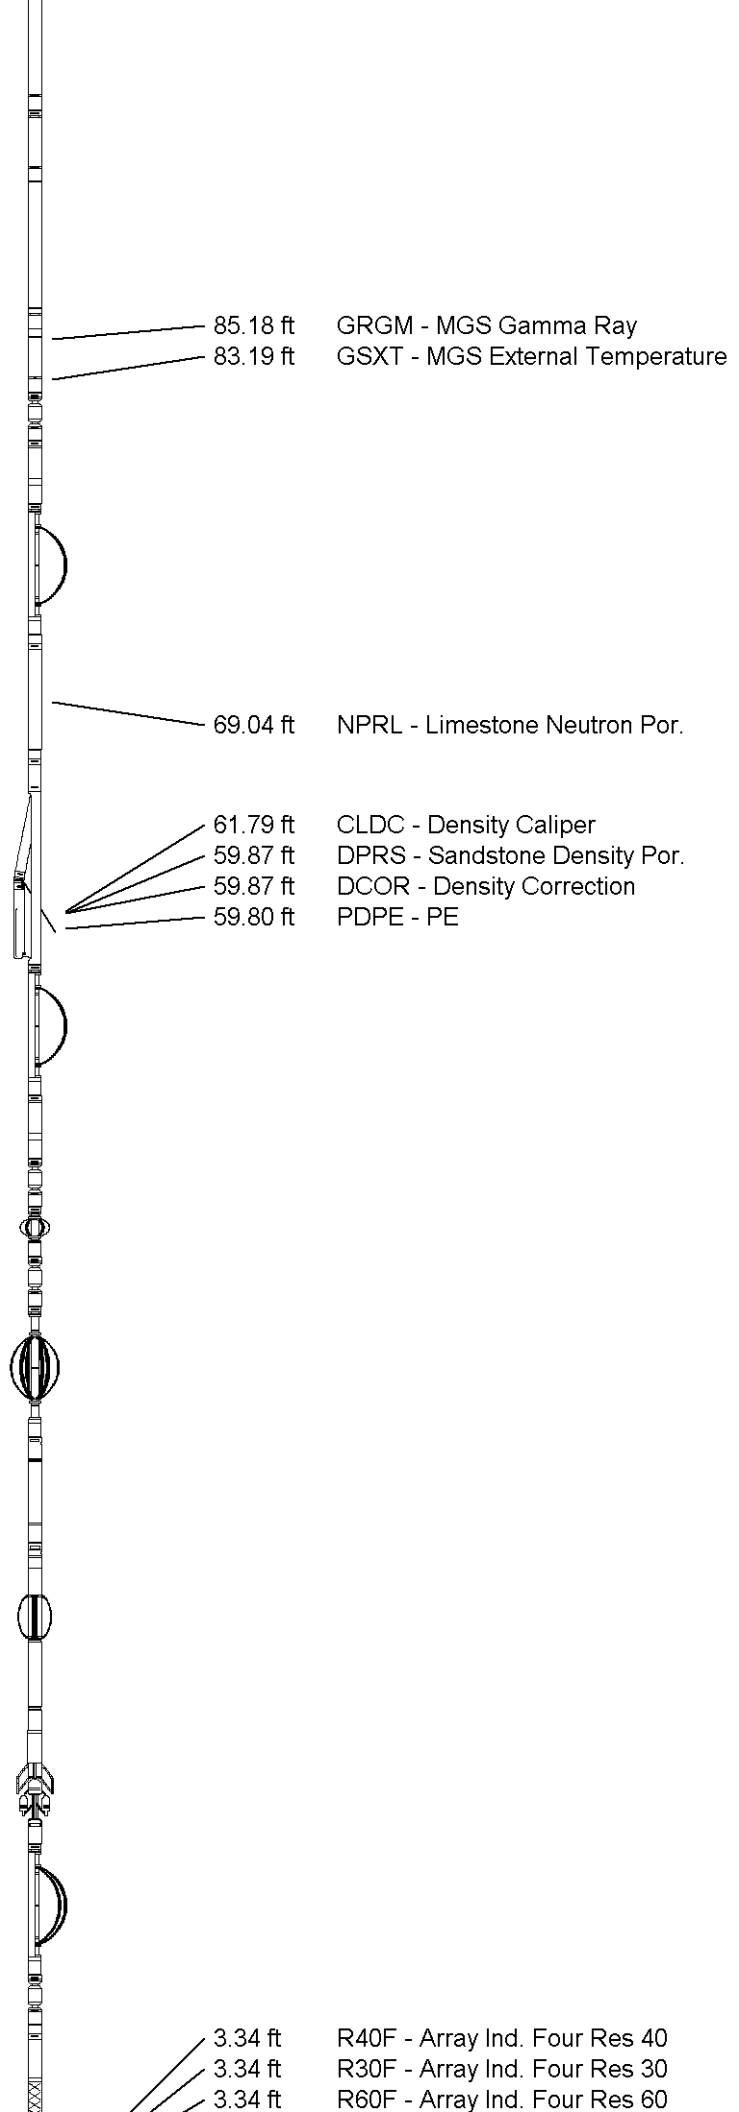 85.18 ft GRGM - MGS Gamma Ray
83.19 ft GSXT - MGS External Temperature
69.04 ft NPRL - Limestone Neutron Por.
61.79 ft CLDC - Density Caliper
59.87 ft DPRS - Sandstone Density Por.
59.87 ft DCOR - Density Correction
59.80 ft PDPE - PE
3.34 ft R40F - Array Ind. Four Res 40
3.34 ft R30F - Array Ind. Four Res 30
3.34 ft R60F - Array Ind. Four Res 60